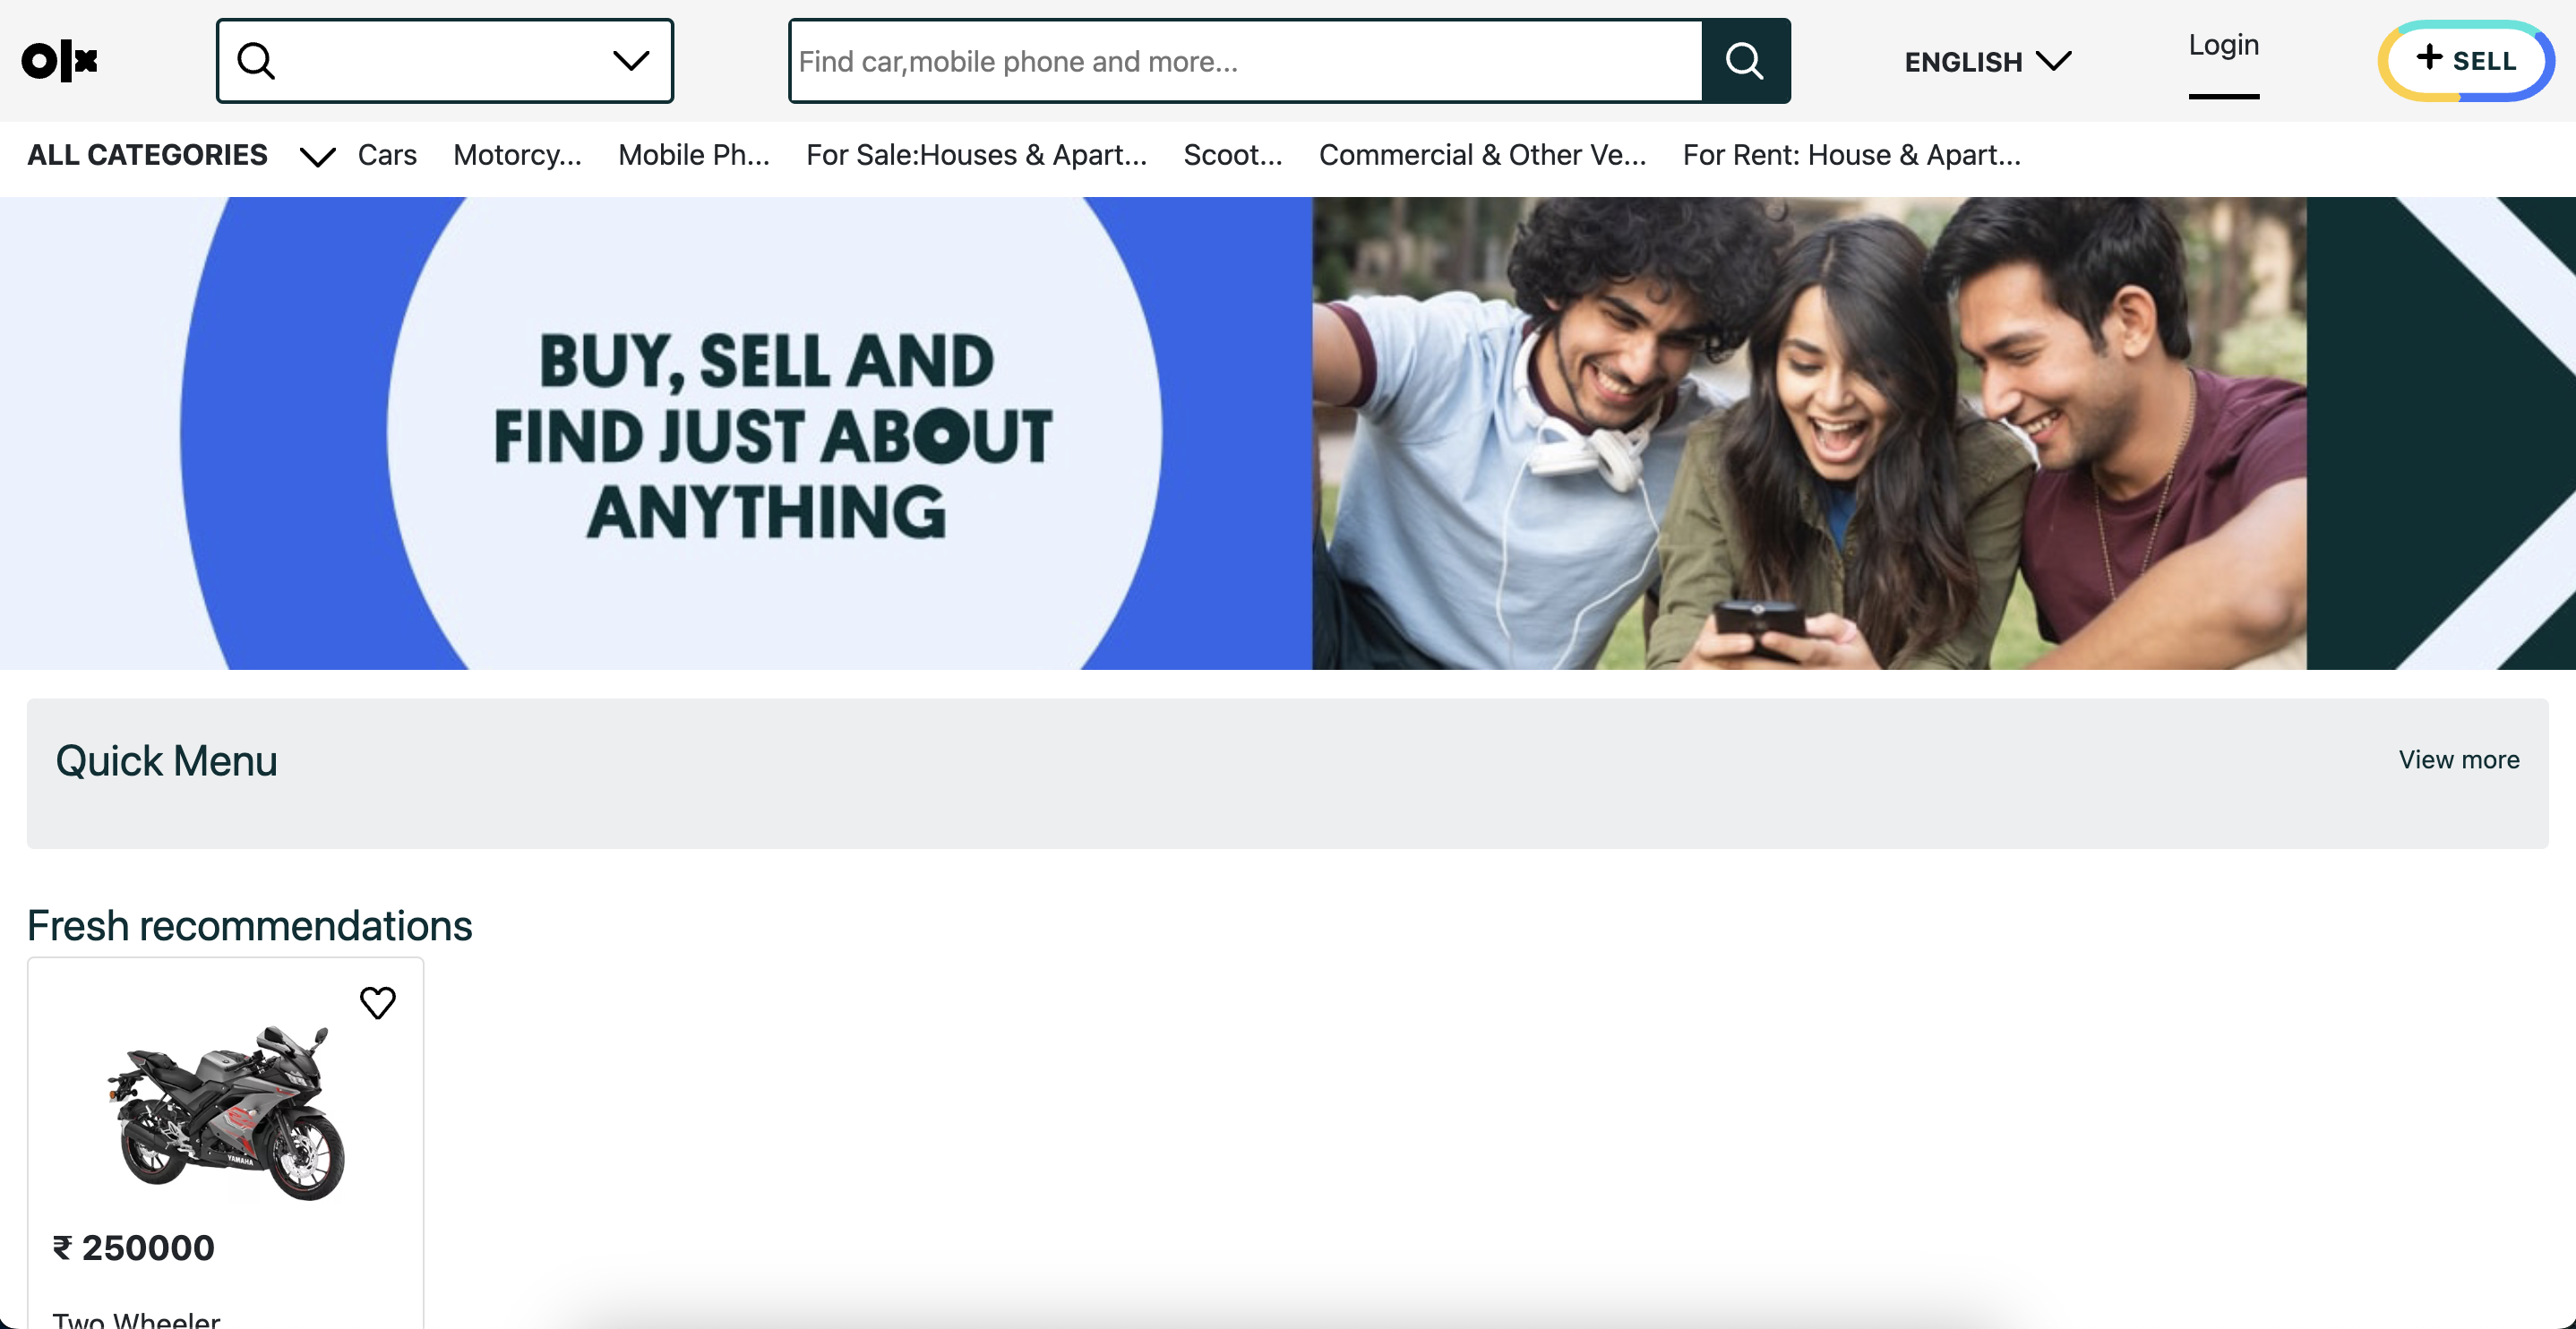 olx
Find car,mobile phone and more...
ENGLISH
Login
+ SELL
ALL CATEGORIES
Cars
Motorcy...
Mobile Ph...
For Sale:Houses & Apart...
Scoot...
Commercial & Other Ve...
For Rent: House & Apart...
BUY, SELL AND
FIND JUST ABOUT
ANYTHING
Quick Menu
View more
Fresh recommendations
YAMAHA
₹ 250000
Two Wheeler